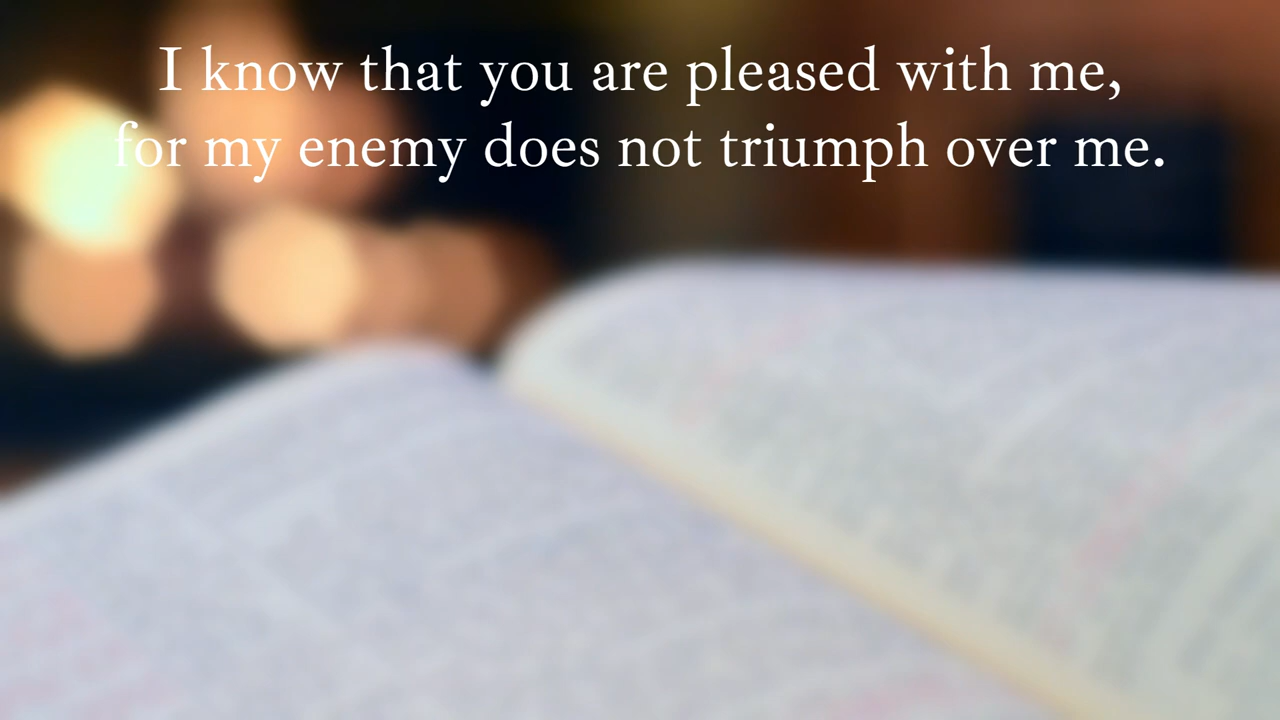 I know that you are pleased with me,
for my enemy does not triumph over me.